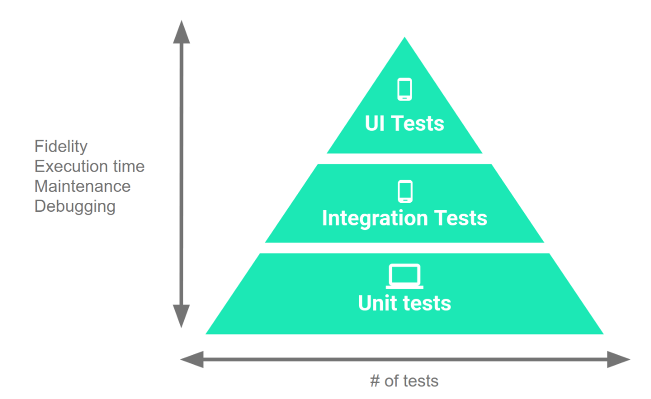 UI Tests
Fidelity
Execution time
Maintenance
Debugging
Integration Tests
Unit tests
# of tests